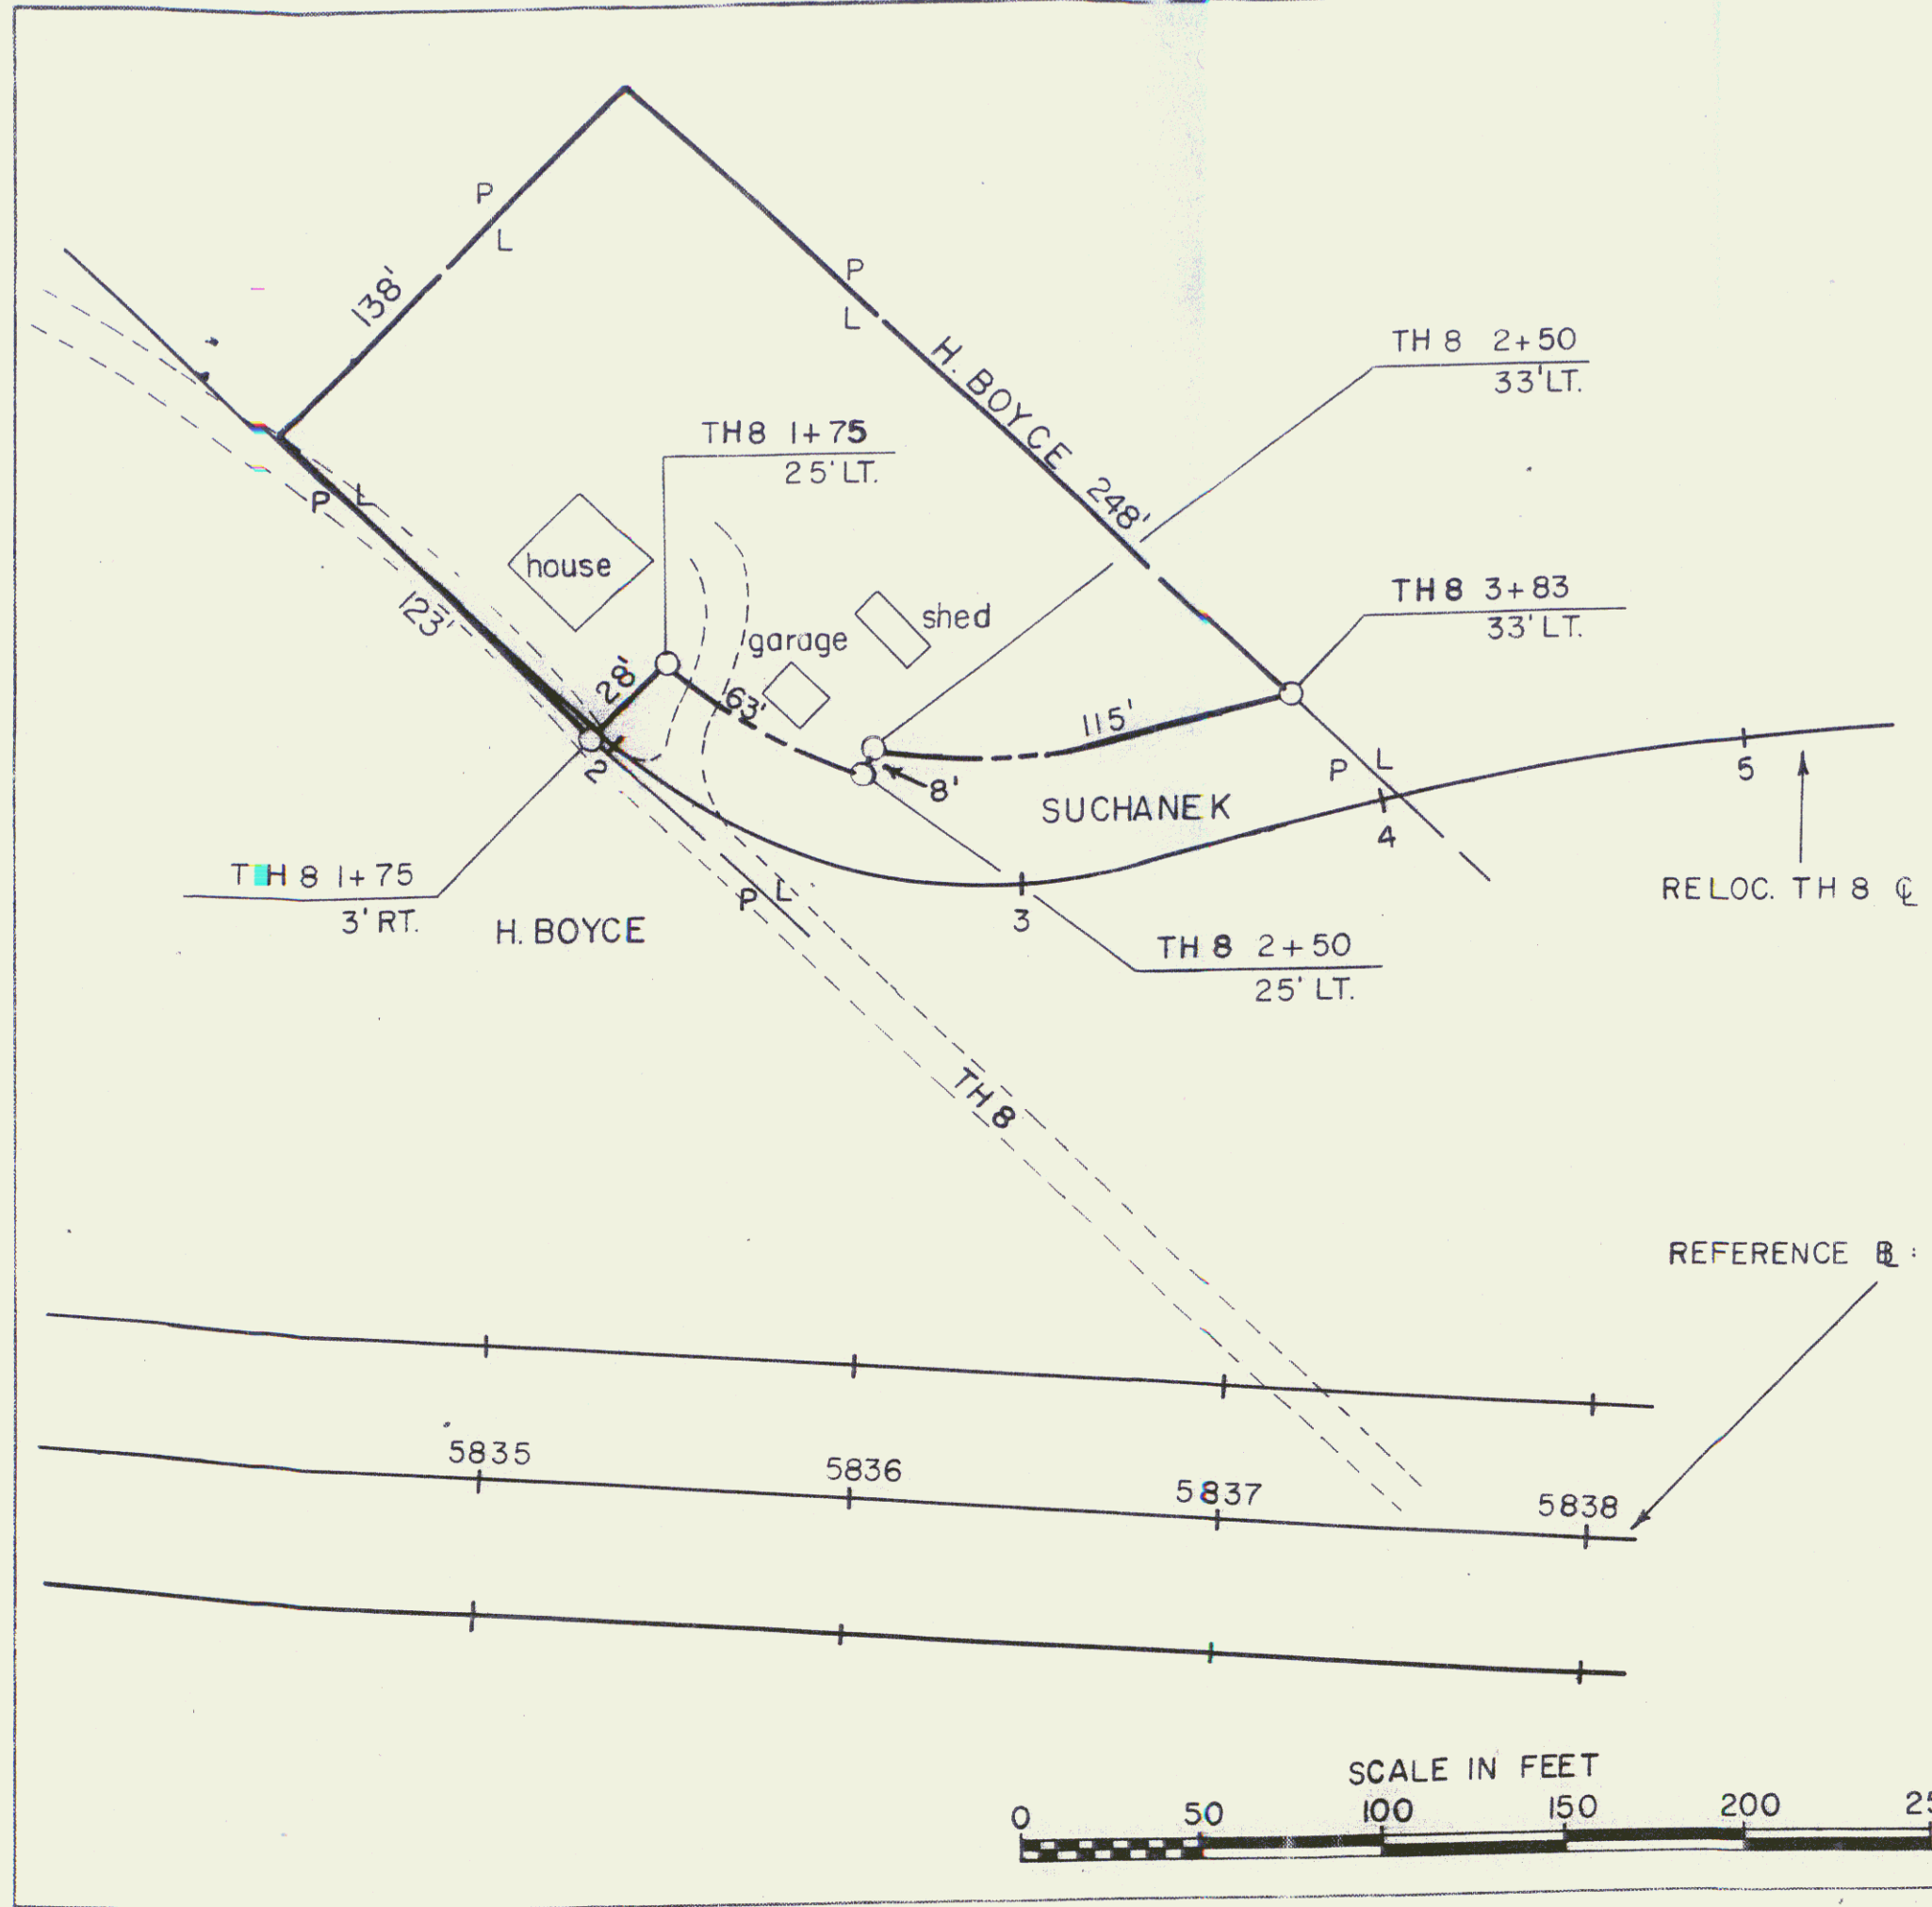 P
L
138'
P
L
H. BOYCE 248'
TH 8 2+50
33' LT.
TH 8 1+75
25' LT.
P L
house
123'
shed
garage
TH 8 3+83
33' LT.
28'
63'
115'
8'
2
SUCHANEK
P L
4
5
RELOC. TH 8 ℄
TH 8 1+75
3' RT.
H. BOYCE
P L
3
TH 8 2+50
25' LT.
TH 8
REFERENCE
5835
5836
5837
5838
SCALE IN FEET
0 50 100 150 200